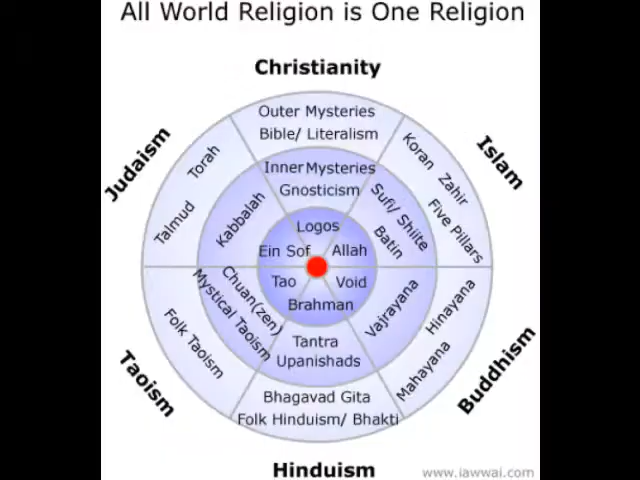 All World Religion is One Religion
Christianity
Outer Mysteries
Bible/ Literalism
Judaism
Torah
Talmud
Islam
Koran Zahir
Five Pillars
Inner Mysteries
Gnosticism
Kabbalah
Sufi/ Shiite
Batin
Logos
Ein Sof
Allah
Tao
Void
Brahman
Chuan(zen)
Mystical Taoism
Vajrayana
Hinayana
Mahayana
Folk Taoism
Tantra
Upanishads
Taoism
Buddhism
Bhagavad Gita
Folk Hinduism/ Bhakti
Hinduism
www.iawwai.com